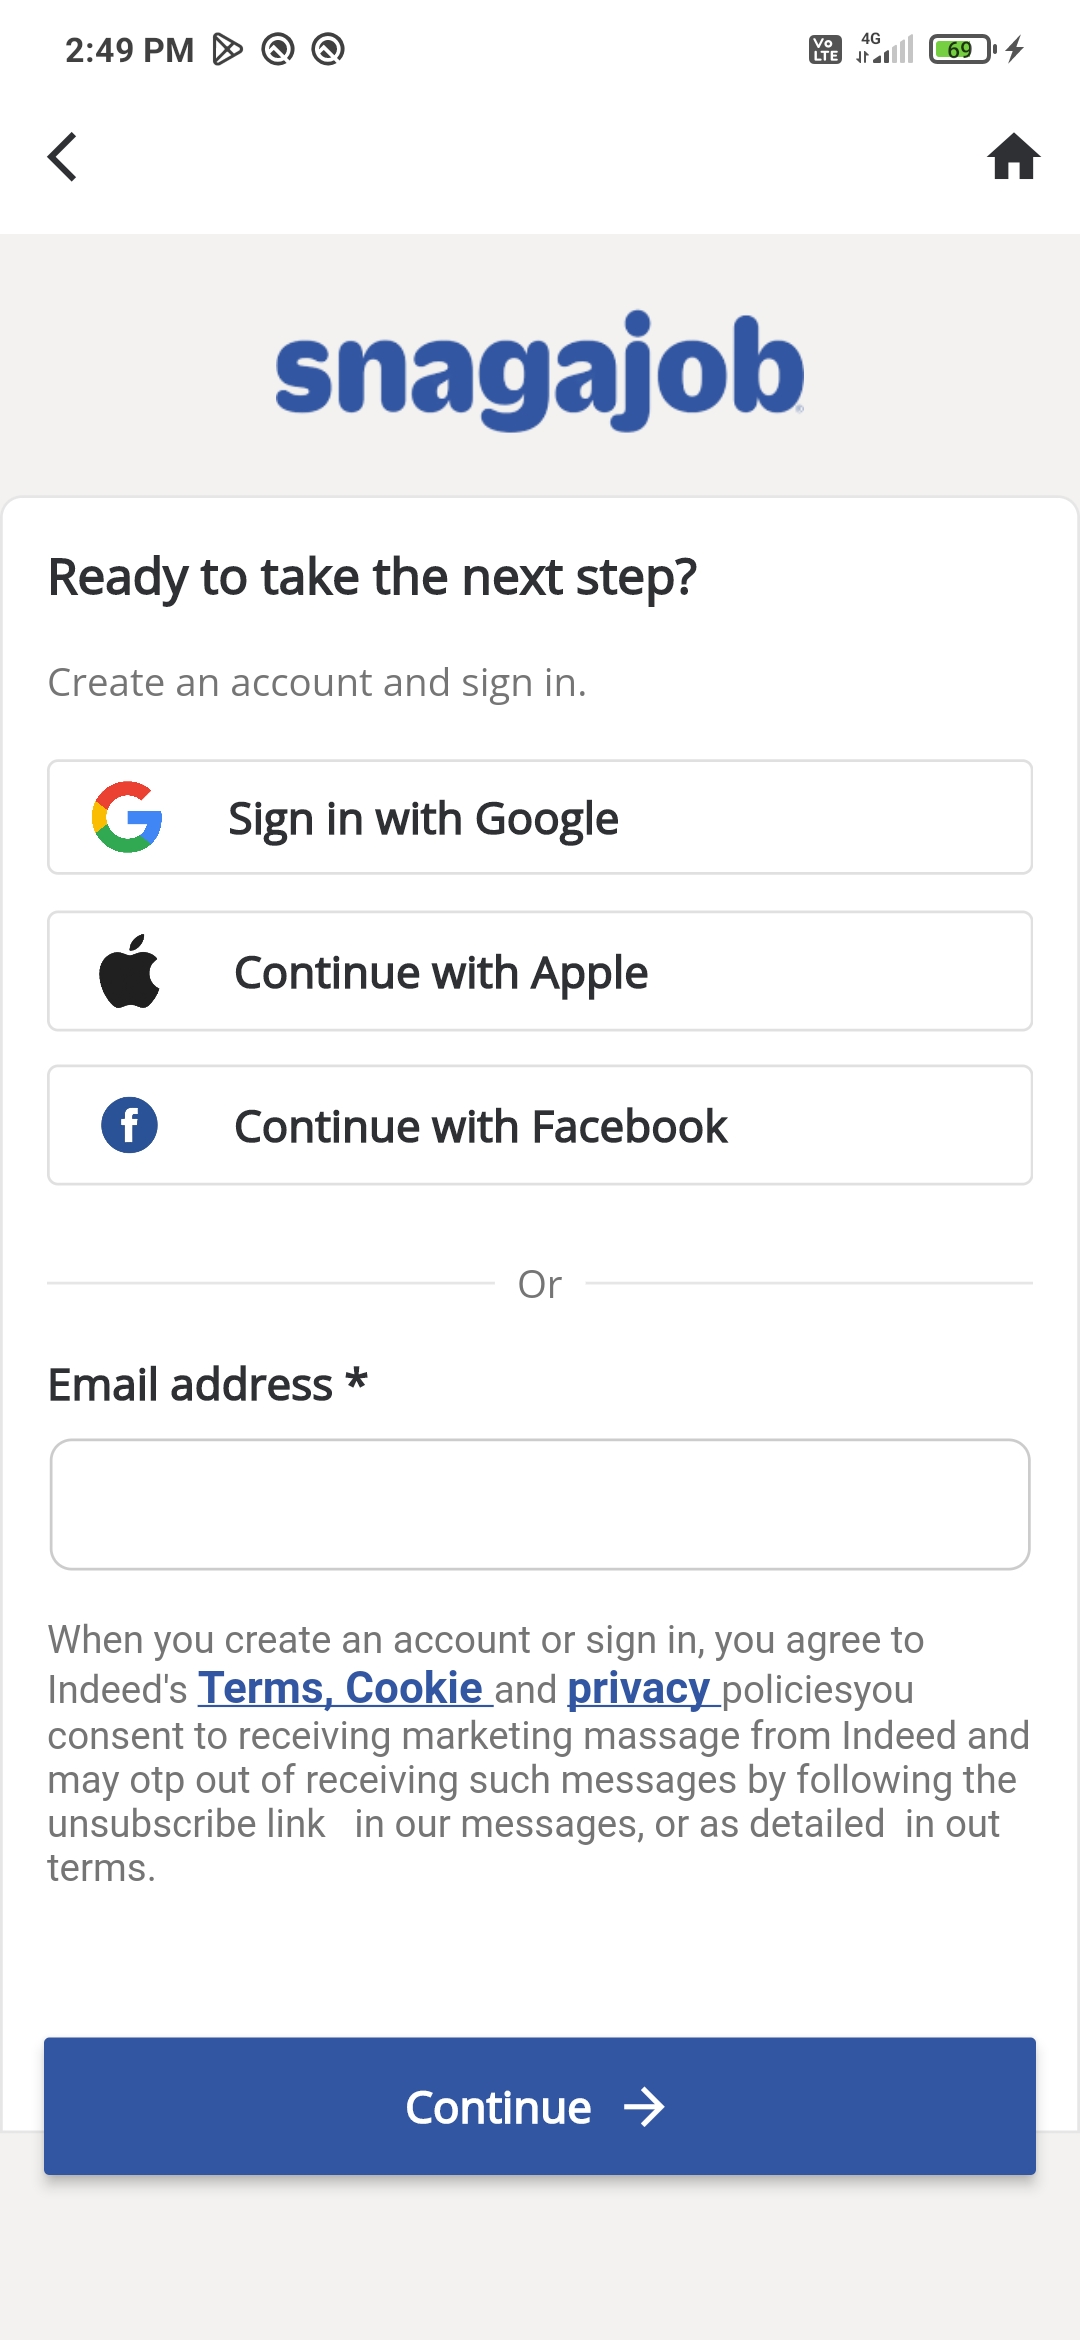 2:49 PM
Vo LTE
4G
69
snagajob
Ready to take the next step?
Create an account and sign in.
Sign in with Google
Continue with Apple
f
Continue with Facebook
Or
Email address *
When you create an account or sign in, you agree to
Indeed's Terms, Cookie and privacy policiesyou
consent to receiving marketing massage from Indeed and
may otp out of receiving such messages by following the
unsubscribe link   in our messages, or as detailed  in out
terms.
Continue →